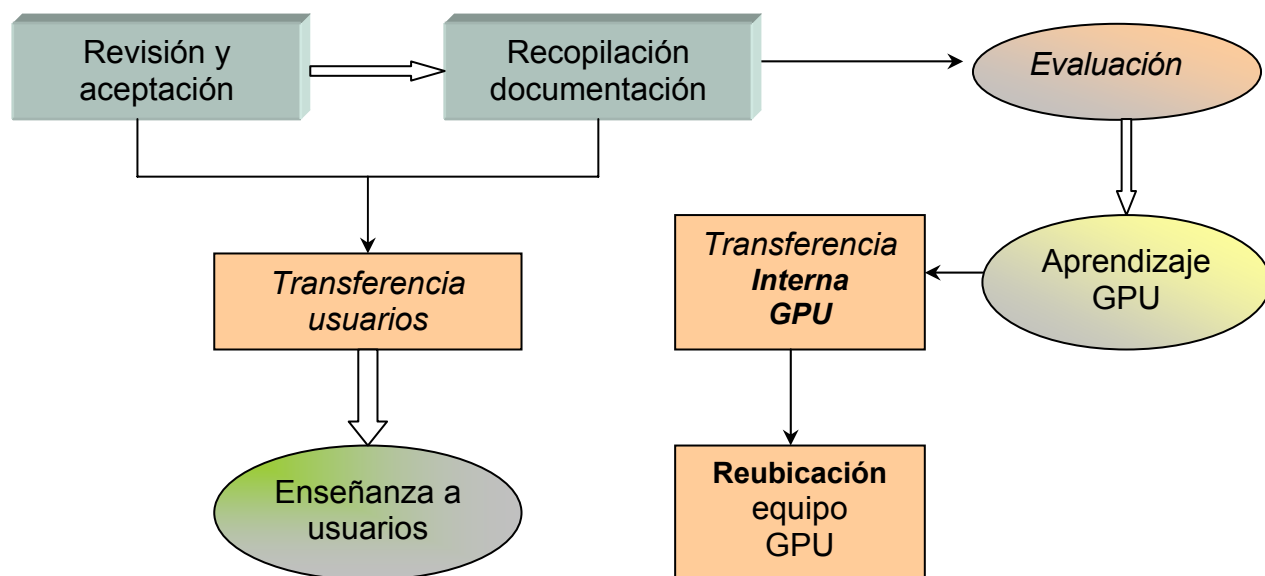 Revisión y
aceptación
Recopilación
documentación
Evaluación
Transferencia
usuarios
Transferencia
Interna
GPU
Aprendizaje
GPU
Enseñanza a
usuarios
Reubicación
equipo
GPU